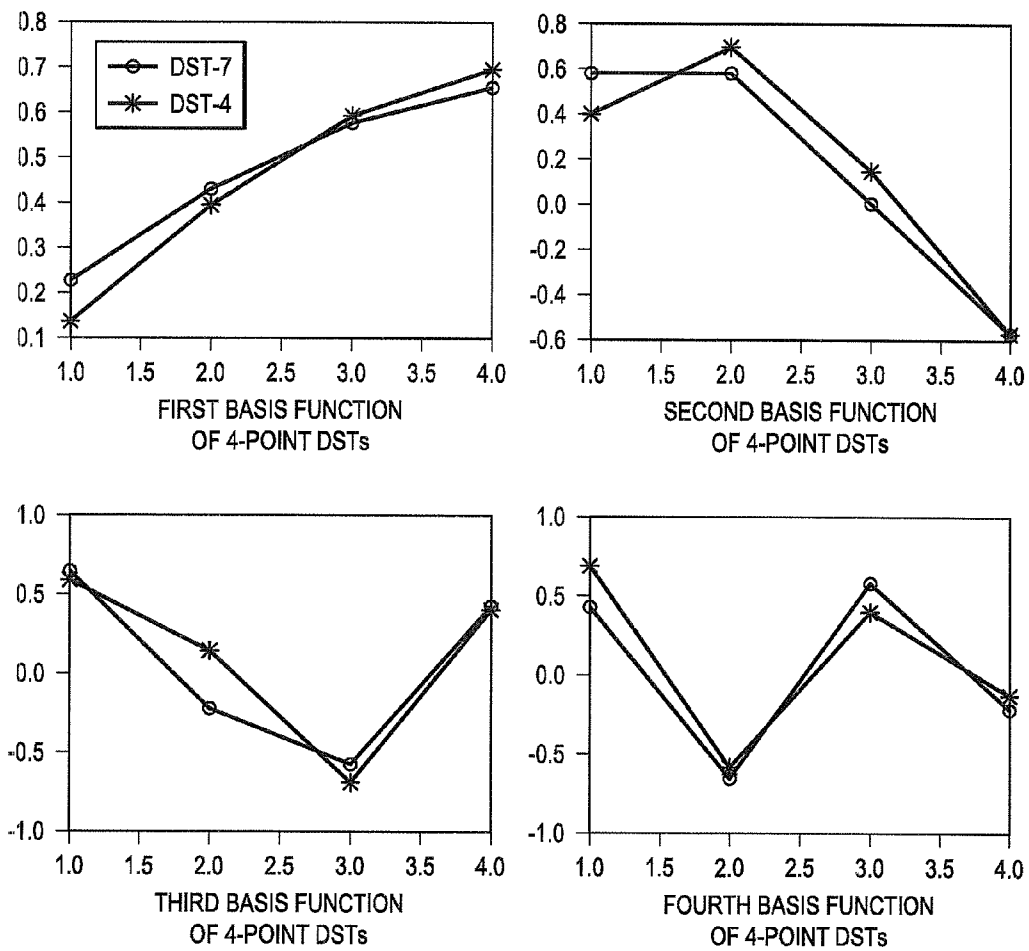 0.8
0.7
0.6
0.5
0.4
0.3
0.2
0.1
DST-7
DST-4
1.0 1.5 2.0 2.5 3.0 3.5 4.0
FIRST BASIS FUNCTION
OF 4-POINT DSTs
0.8
0.6
0.4
0.2
0.0
-0.2
-0.4
-0.6
1.0 1.5 2.0 2.5 3.0 3.5 4.0
SECOND BASIS FUNCTION
OF 4-POINT DSTs
1.0
0.5
0.0
-0.5
-1.0
1.0 1.5 2.0 2.5 3.0 3.5 4.0
THIRD BASIS FUNCTION
OF 4-POINT DSTs
1.0
0.5
0.0
-0.5
-1.0
1.0 1.5 2.0 2.5 3.0 3.5 4.0
FOURTH BASIS FUNCTION
OF 4-POINT DSTs